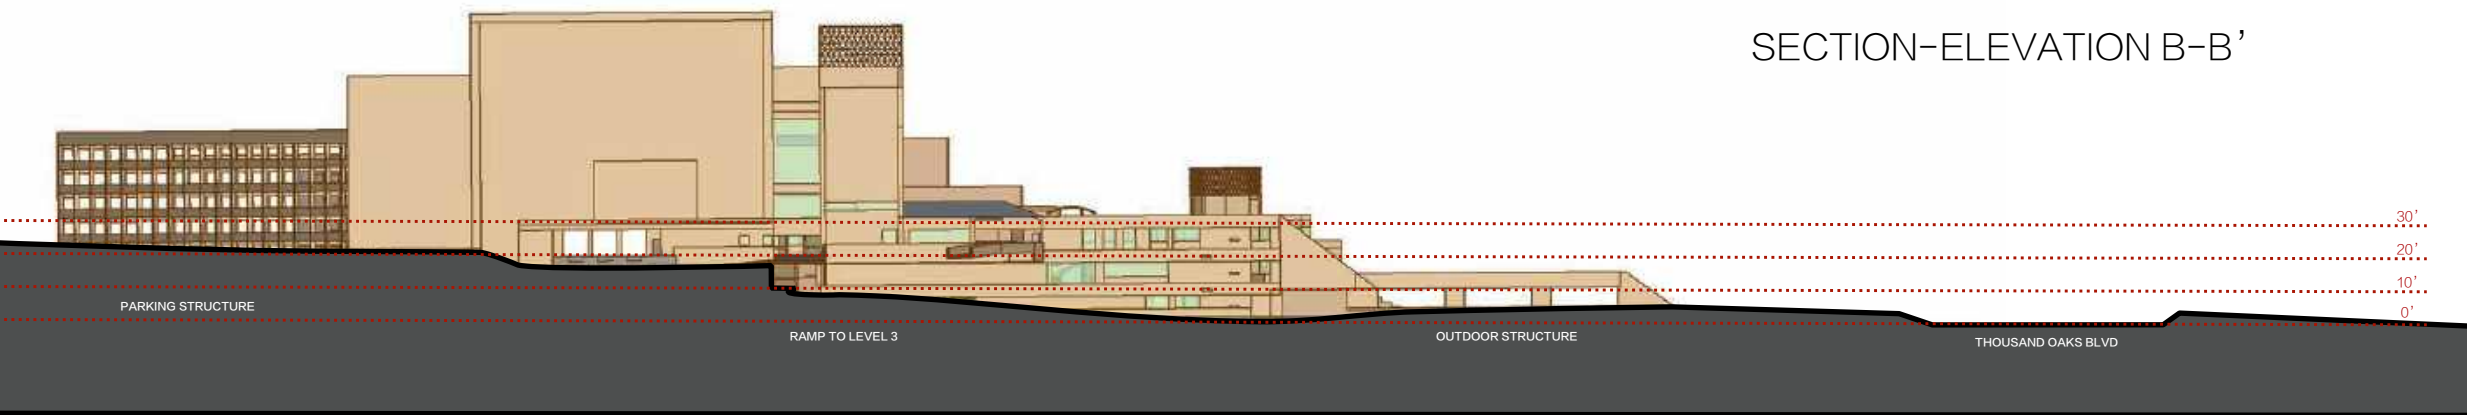 SECTION-ELEVATION B-B’
30’
20’
10’
0’
PARKING STRUCTURE
RAMP TO LEVEL 3
OUTDOOR STRUCTURE
THOUSAND OAKS BLVD